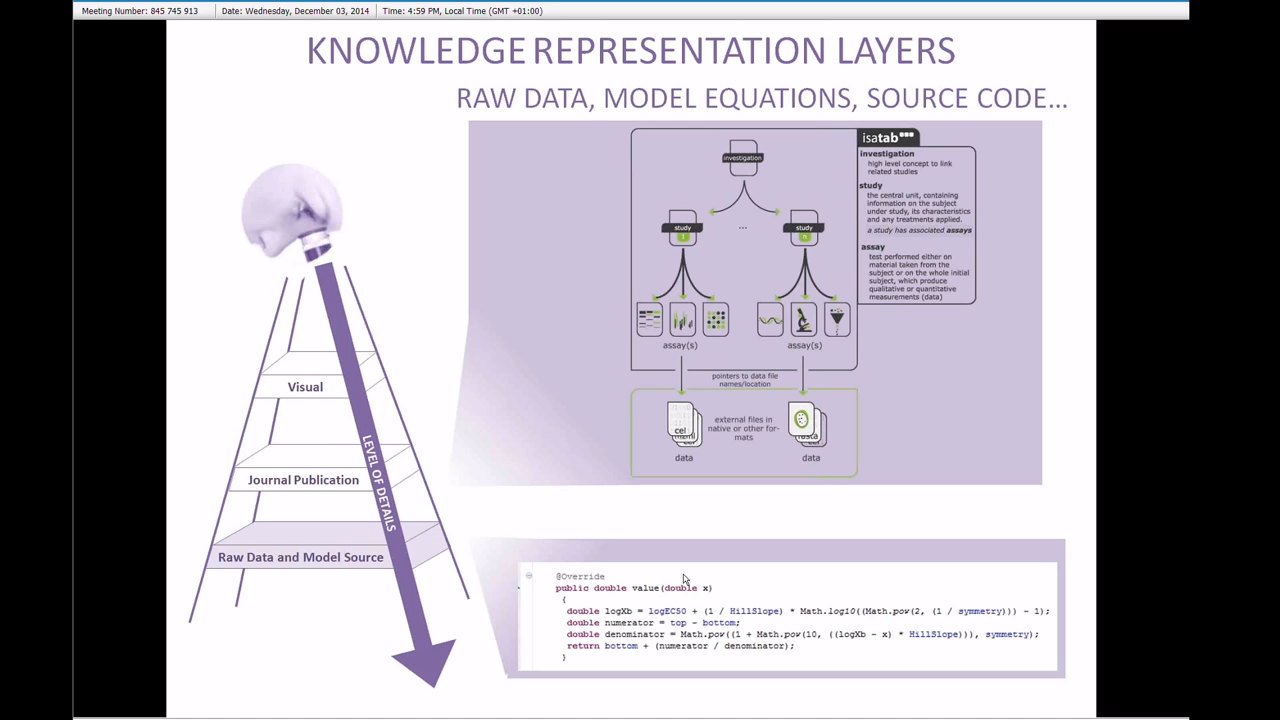 Meeting Number: 845 745 913
Date: Wednesday, December 03, 2014
Time: 4:59 PM, Local Time (GMT +01:00)
KNOWLEDGE REPRESENTATION LAYERS
RAW DATA, MODEL EQUATIONS, SOURCE CODE...
Visual
Journal Publication
Raw Data and Model Source
LEVEL OF DETAILS
investigation
study
1
...
study
n
assay(s)
assay(s)
pointers to data file
names/location
cel
external files in
native or other for-
mats
data
data
isatab
investigation
high level concept to link
related studies
study
the central unit, containing
information on the subject
under study, its characteristics
and any treatments applied.
a study has associated assays
assay
test performed either on
material taken from the
subject or on the whole initial
subject, which produce
qualitative or quantitative
measurements (data)
@Override
public double value(double x)
{
double logXb = logEC50 + (1 / HillSlope) * Math.log10((Math.pow(2, (1 / symmetry))) - 1);
double numerator = top - bottom;
double denominator = Math.pow((1 + Math.pow(10, ((logXb - x) * HillSlope))), symmetry);
return bottom + (numerator / denominator);
}